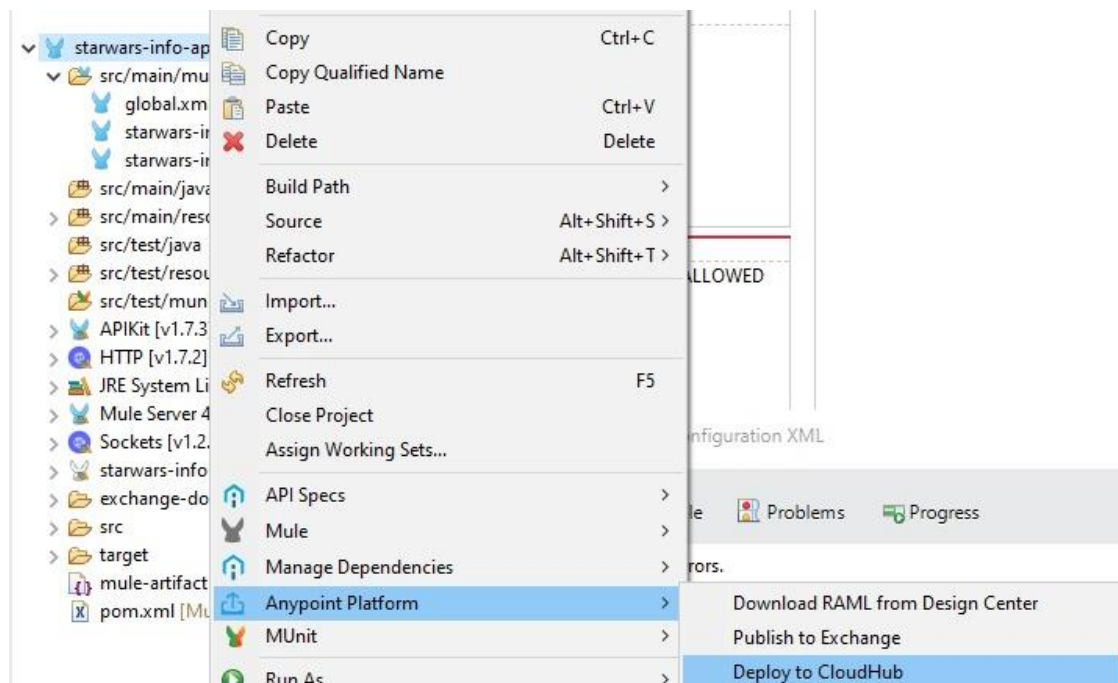 starwars-info-ap
src/main/mu
global.xm
starwars-in
starwars-in
src/main/java
src/main/reso
src/test/java
src/test/resou
src/test/mun
APIKit [v1.7.3
HTTP [v1.7.2]
JRE System Li
Mule Server 4
Sockets [v1.2.
starwars-info
exchange-do
src
target
mule-artifact
pom.xml [Mu
Copy Ctrl+C
Copy Qualified Name
Paste Ctrl+V
Delete Delete
Build Path
Source Alt+Shift+S
Refactor Alt+Shift+T
Import...
Export...
Refresh F5
Close Project
Assign Working Sets...
API Specs
Mule
Manage Dependencies
Anypoint Platform
MUnit
Run As
Download RAML from Design Center
Publish to Exchange
Deploy to CloudHub
ALLOWED
nfiguration XML
le Problems Progress
rors.